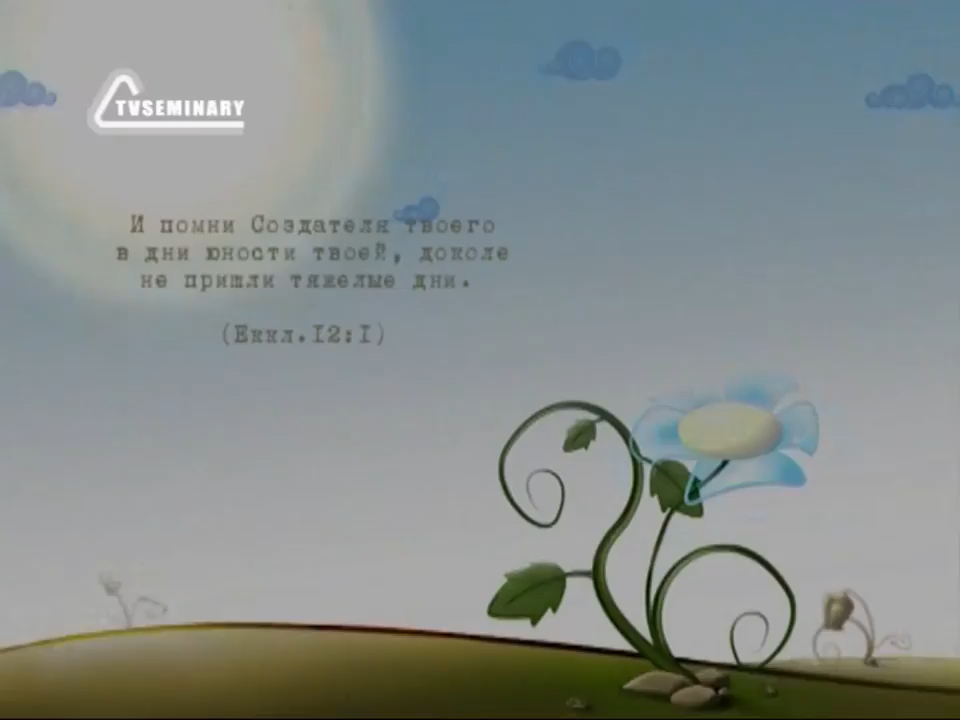 TVSEMINARY
И помни Создателя твоего
в дни юности твоей, доколе
не пришли тяжелые дни.
(Еккл.12:1)